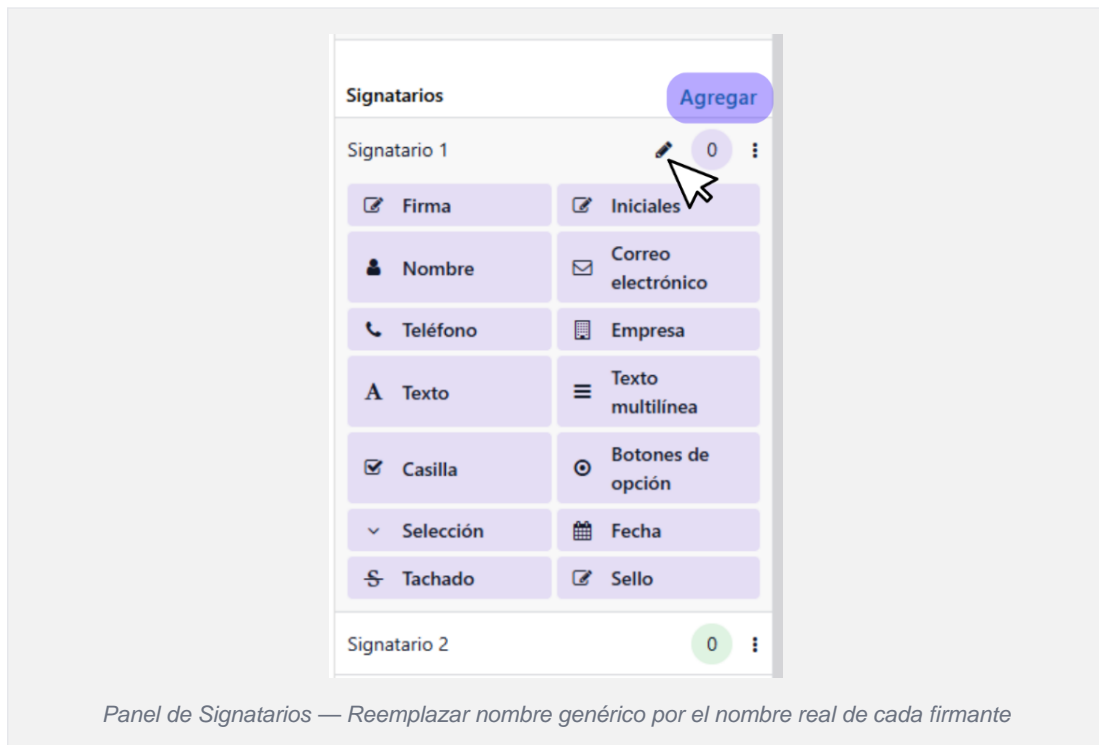 Signatarios Agregar
Signatario 1 0
Firma Iniciales
Nombre Correo
electrónico
Teléfono Empresa
Texto Texto
multilínea
Casilla Botones de
opción
Selección Fecha
Tachado Sello
Signatario 2 0
Panel de Signatarios — Reemplazar nombre genérico por el nombre real de cada firmante